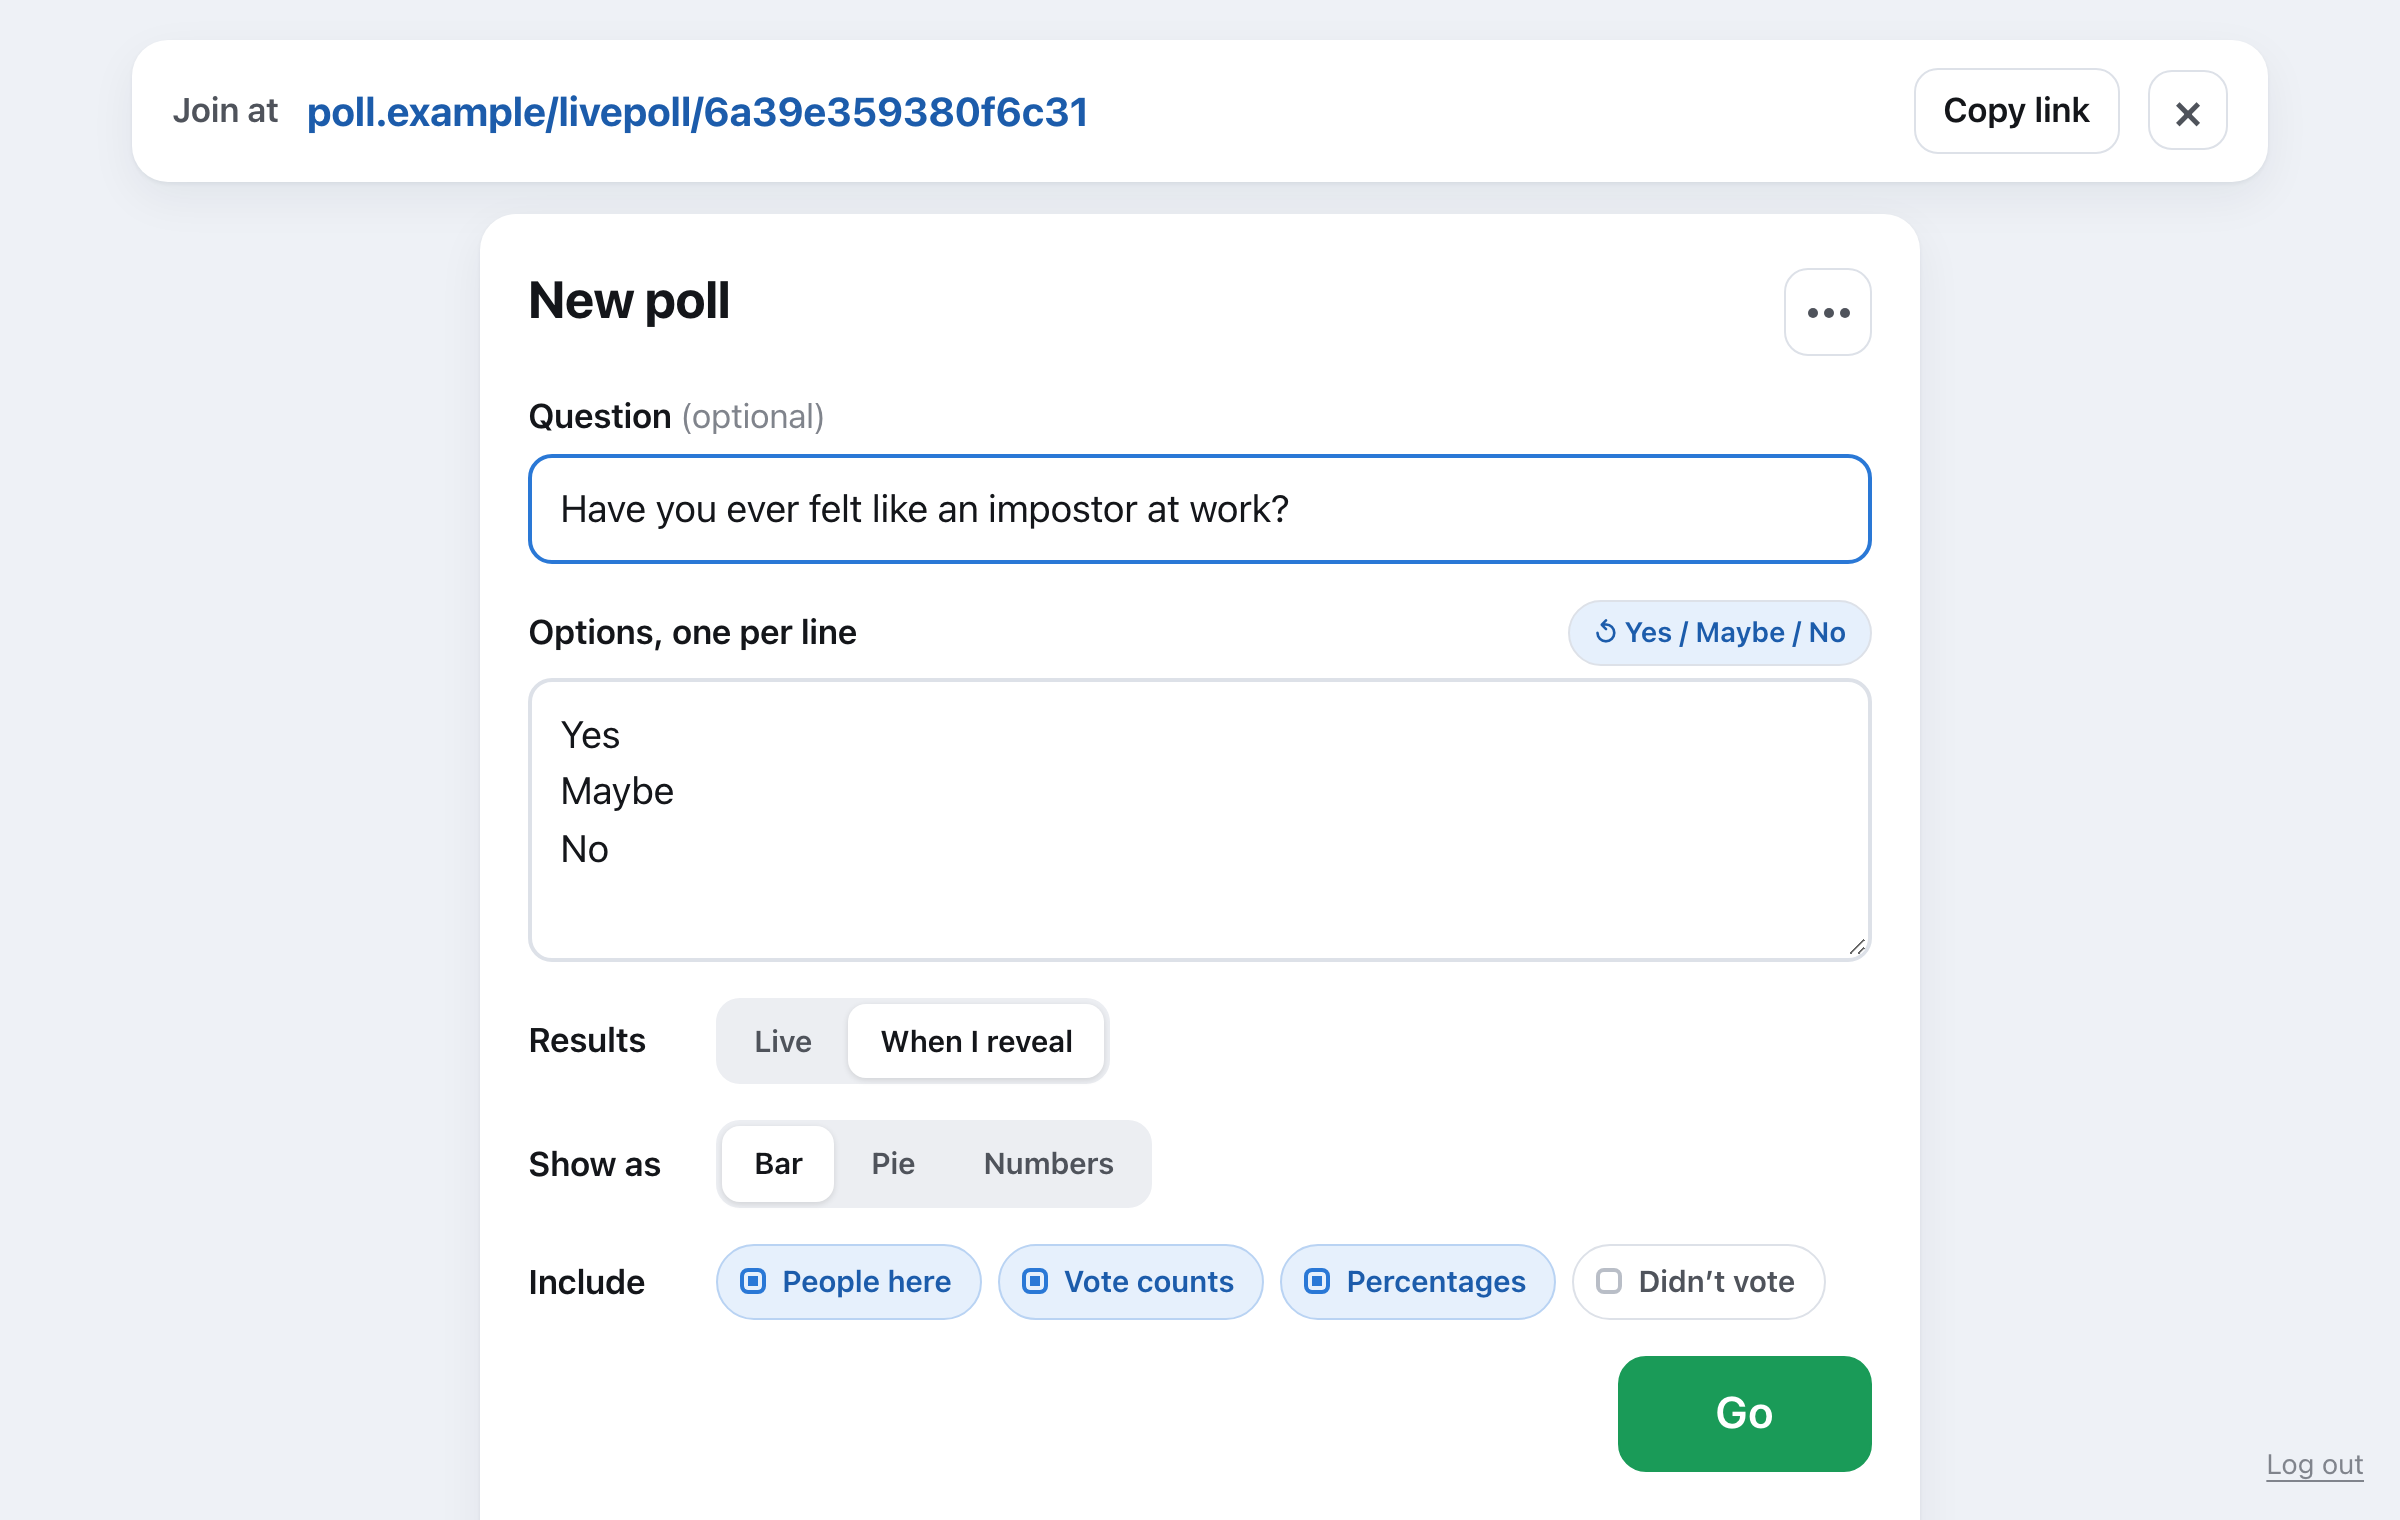 Join at poll.example/livepoll/6a39e359380f6c31 Copy link ×
New poll
Question (optional)
Have you ever felt like an impostor at work?
Options, one per line
Yes / Maybe / No
Yes
Maybe
No
Results Live When I reveal
Show as Bar Pie Numbers
Include People here Vote counts Percentages Didn’t vote
Go
Log out